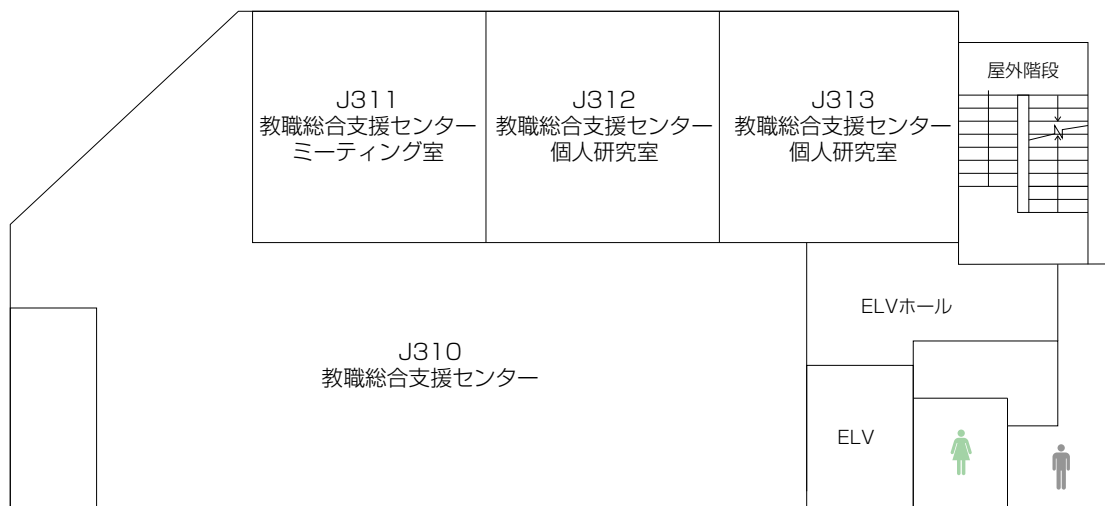 J311
教職総合支援センター
ミーティング室
J312
教職総合支援センター
個人研究室
J313
教職総合支援センター
個人研究室
屋外階段
ELVホール
J310
教職総合支援センター
ELV